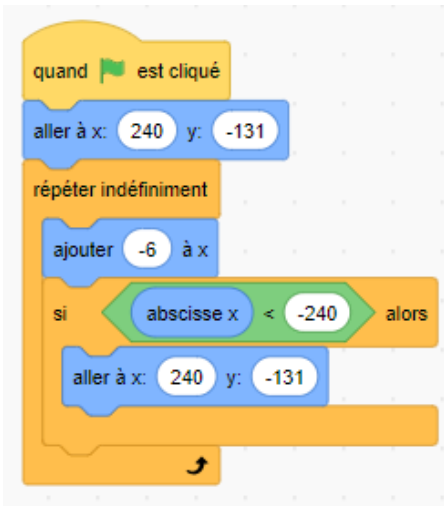 quand est cliqué
aller à x: 240 y: -131
répéter indéfiniment
ajouter -6 à x
si abscisse x < -240 alors
aller à x: 240 y: -131